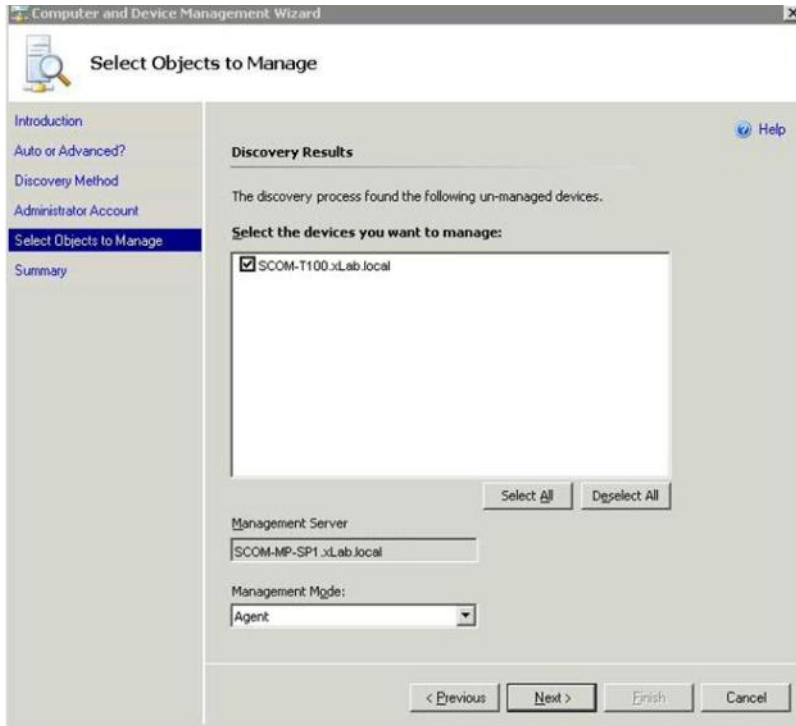 Computer and Device Management Wizard
Select Objects to Manage
Introduction
Auto or Advanced?
Discovery Method
Administrator Account
Select Objects to Manage
Summary
Help
Discovery Results
The discovery process found the following un-managed devices.
Select the devices you want to manage:
SCOM-T100.xLab.local
Select All
Deselect All
Management Server
SCOM-MP-SP1.xLab.local
Management Mode:
Agent
< Previous
Next >
Finish
Cancel